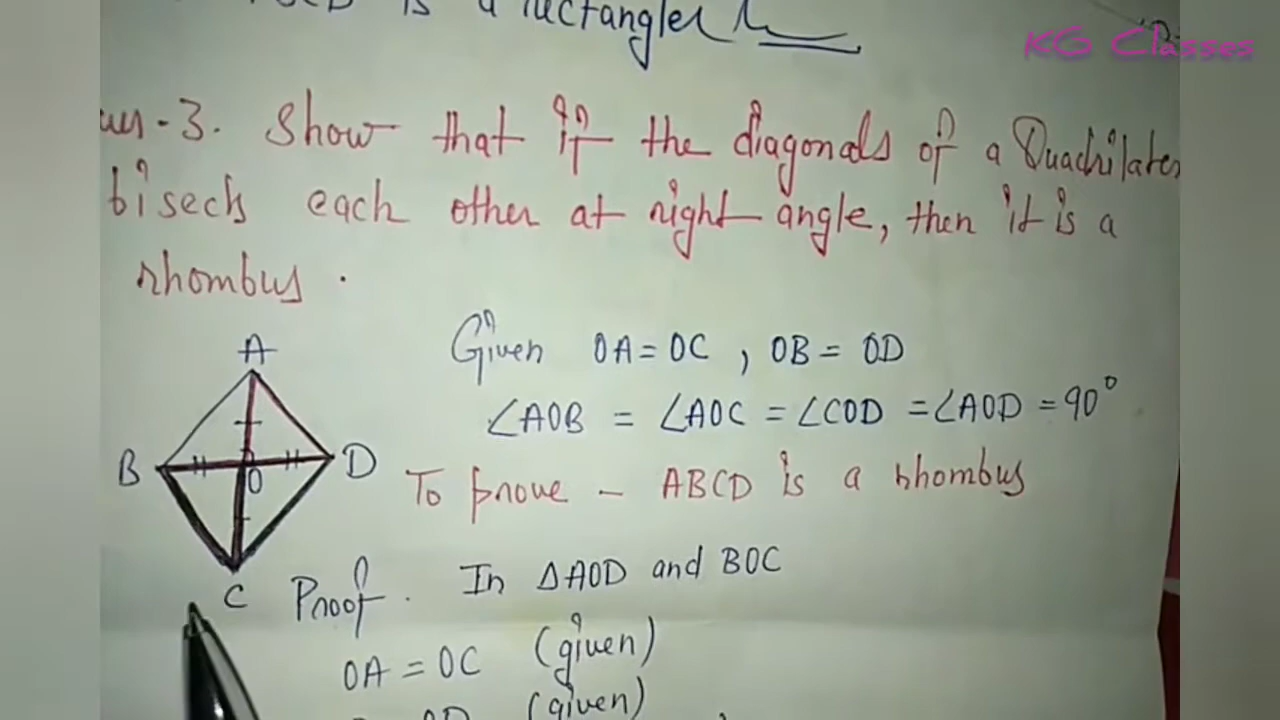 is a rectangle
KG Classes
-3. Show that if the diagonals of a Quadrilater
bisects each other at right angle, then it is a
rhombus.
A
Given OA = OC, OB = OD
∠AOB = ∠AOC = ∠COD = ∠AOD = 90°
B
O
D
To prove - ABCD is a rhombus
C
Proof. In ΔAOD and BOC
OA = OC (given)
OD (given)